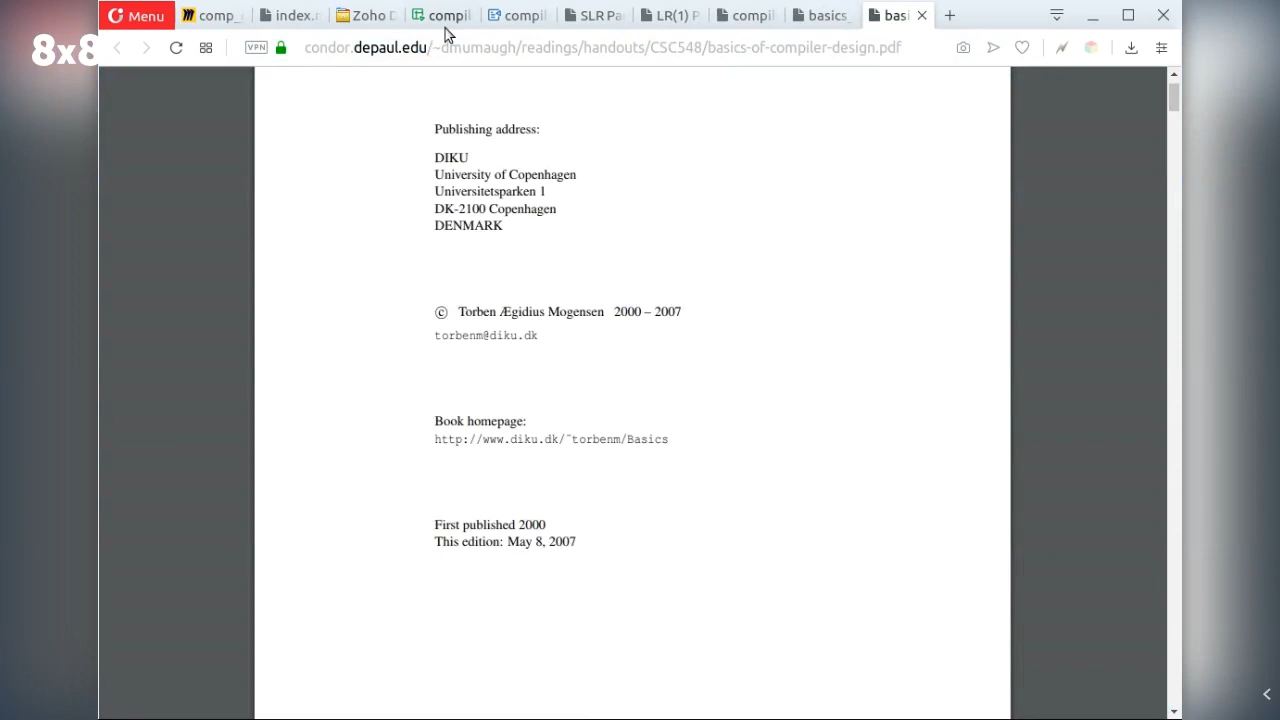 8x8
Menu
comp_
index.
Zoho
compil
compil
SLR Pa
LR(1) P
compil
basics_
basi
VPN
condor.depaul.edu/~dmumaugh/readings/handouts/CSC548/basics-of-compiler-design.pdf
Publishing address:
DIKU
University of Copenhagen
Universitetsparken 1
DK-2100 Copenhagen
DENMARK
© Torben Ægidius Mogensen 2000 – 2007
torbenm@diku.dk
Book homepage:
http://www.diku.dk/~torbenm/Basics
First published 2000
This edition: May 8, 2007